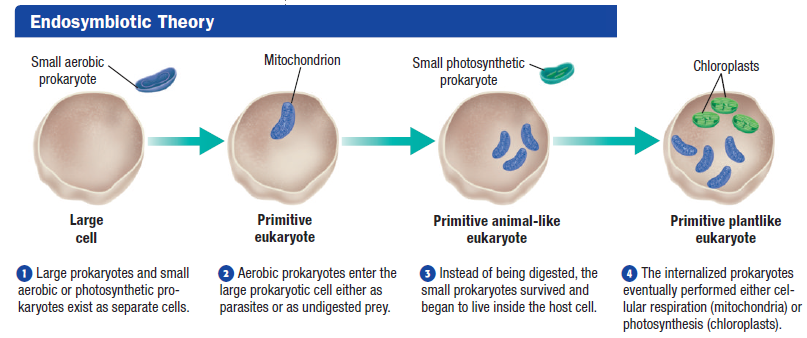 Endosymbiotic Theory
Small aerobic
prokaryote
Mitochondrion
Small photosynthetic
prokaryote
Chloroplasts
Large
cell
Primitive
eukaryote
Primitive animal-like
eukaryote
Primitive plantlike
eukaryote
1 Large prokaryotes and small
aerobic or photosynthetic pro-
karyotes exist as separate cells.
2 Aerobic prokaryotes enter the
large prokaryotic cell either as
parasites or as undigested prey.
3 Instead of being digested, the
small prokaryotes survived and
began to live inside the host cell.
4 The internalized prokaryotes
eventually performed either cel-
lular respiration (mitochondria) or
photosynthesis (chloroplasts).